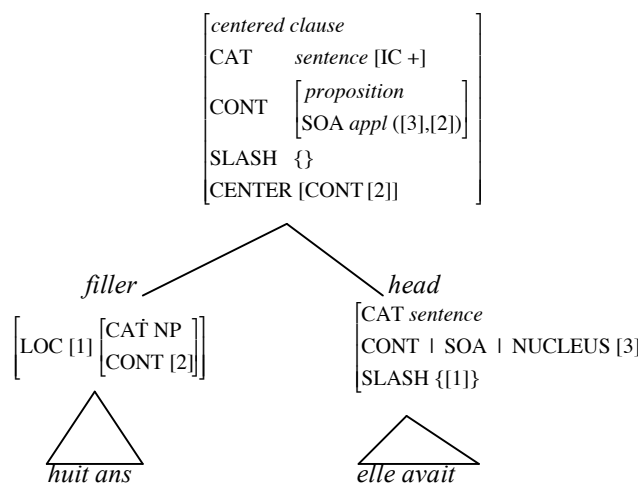 centered clause
CAT sentence [IC +]
CONT proposition
SOA appl ([3],[2])
SLASH {}
CENTER [CONT [2]]
filler head
LOC [1] CAT NP
CONT [2]
CAT sentence
CONT | SOA | NUCLEUS [3]
SLASH {[1]}
huit ans elle avait